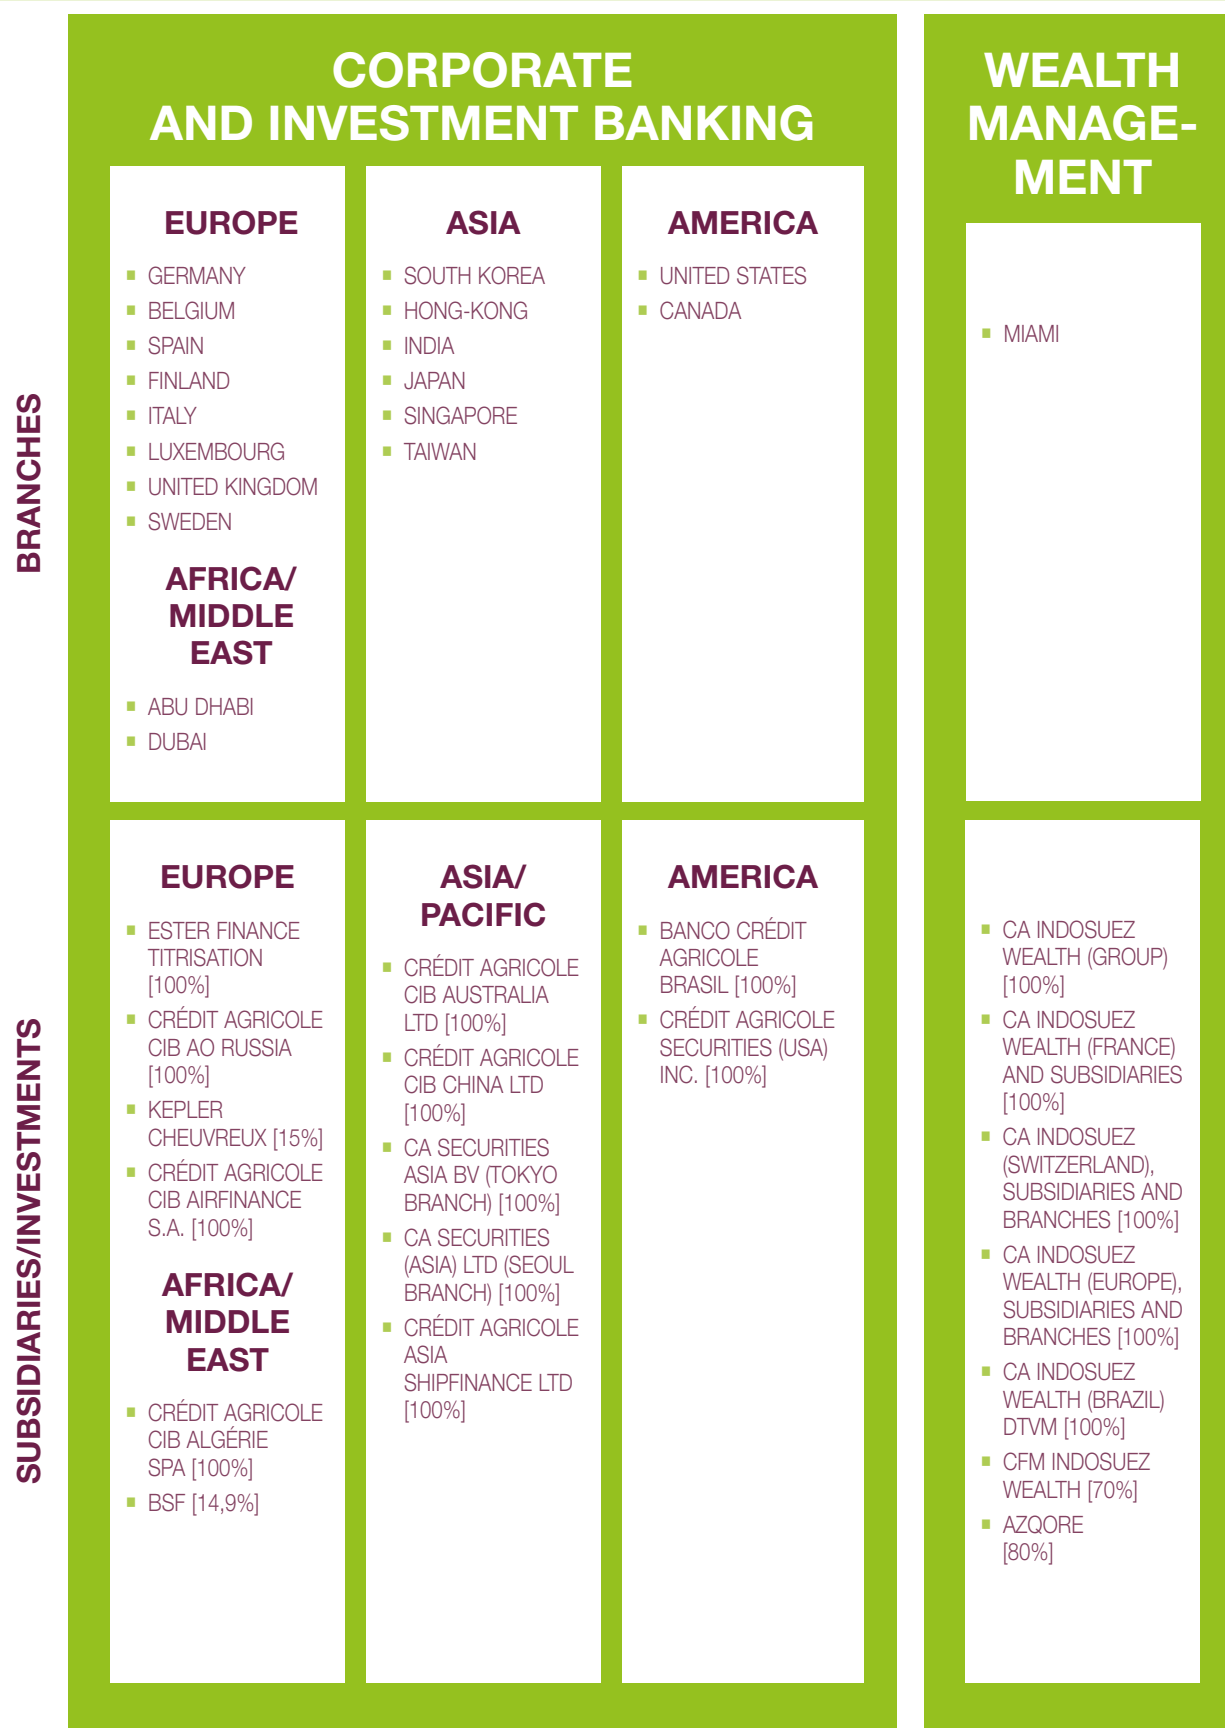 CORPORATE
AND INVESTMENT BANKING
BRANCHES
EUROPE
GERMANY
BELGIUM
SPAIN
FINLAND
ITALY
LUXEMBOURG
UNITED KINGDOM
SWEDEN
AFRICA/
MIDDLE
EAST
ABU DHABI
DUBAI
ASIA
SOUTH KOREA
HONG-KONG
INDIA
JAPAN
SINGAPORE
TAIWAN
AMERICA
UNITED STATES
CANADA
WEALTH
MANAGE-
MENT
MIAMI
SUBSIDIARIES/INVESTMENTS
EUROPE
ESTER FINANCE
TITRISATION
[100%]
CRÉDIT AGRICOLE
CIB AO RUSSIA
[100%]
KEPLER
CHEUVREUX [15%]
CRÉDIT AGRICOLE
CIB AIRFINANCE
S.A. [100%]
AFRICA/
MIDDLE
EAST
CRÉDIT AGRICOLE
CIB ALGÉRIE
SPA [100%]
BSF [14,9%]
ASIA/
PACIFIC
CRÉDIT AGRICOLE
CIB AUSTRALIA
LTD [100%]
CRÉDIT AGRICOLE
CIB CHINA LTD
[100%]
CA SECURITIES
ASIA BV (TOKYO
BRANCH) [100%]
CA SECURITIES
(ASIA) LTD (SEOUL
BRANCH) [100%]
CRÉDIT AGRICOLE
ASIA
SHIPFINANCE LTD
[100%]
AMERICA
BANCO CRÉDIT
AGRICOLE
BRASIL [100%]
CRÉDIT AGRICOLE
SECURITIES (USA)
INC. [100%]
CA INDOSUEZ
WEALTH (GROUP)
[100%]
CA INDOSUEZ
WEALTH (FRANCE)
AND SUBSIDIARIES
[100%]
CA INDOSUEZ
(SWITZERLAND),
SUBSIDIARIES AND
BRANCHES [100%]
CA INDOSUEZ
WEALTH (EUROPE),
SUBSIDIARIES AND
BRANCHES [100%]
CA INDOSUEZ
WEALTH (BRAZIL)
DTVM [100%]
CFM INDOSUEZ
WEALTH [70%]
AZQORE
[80%]